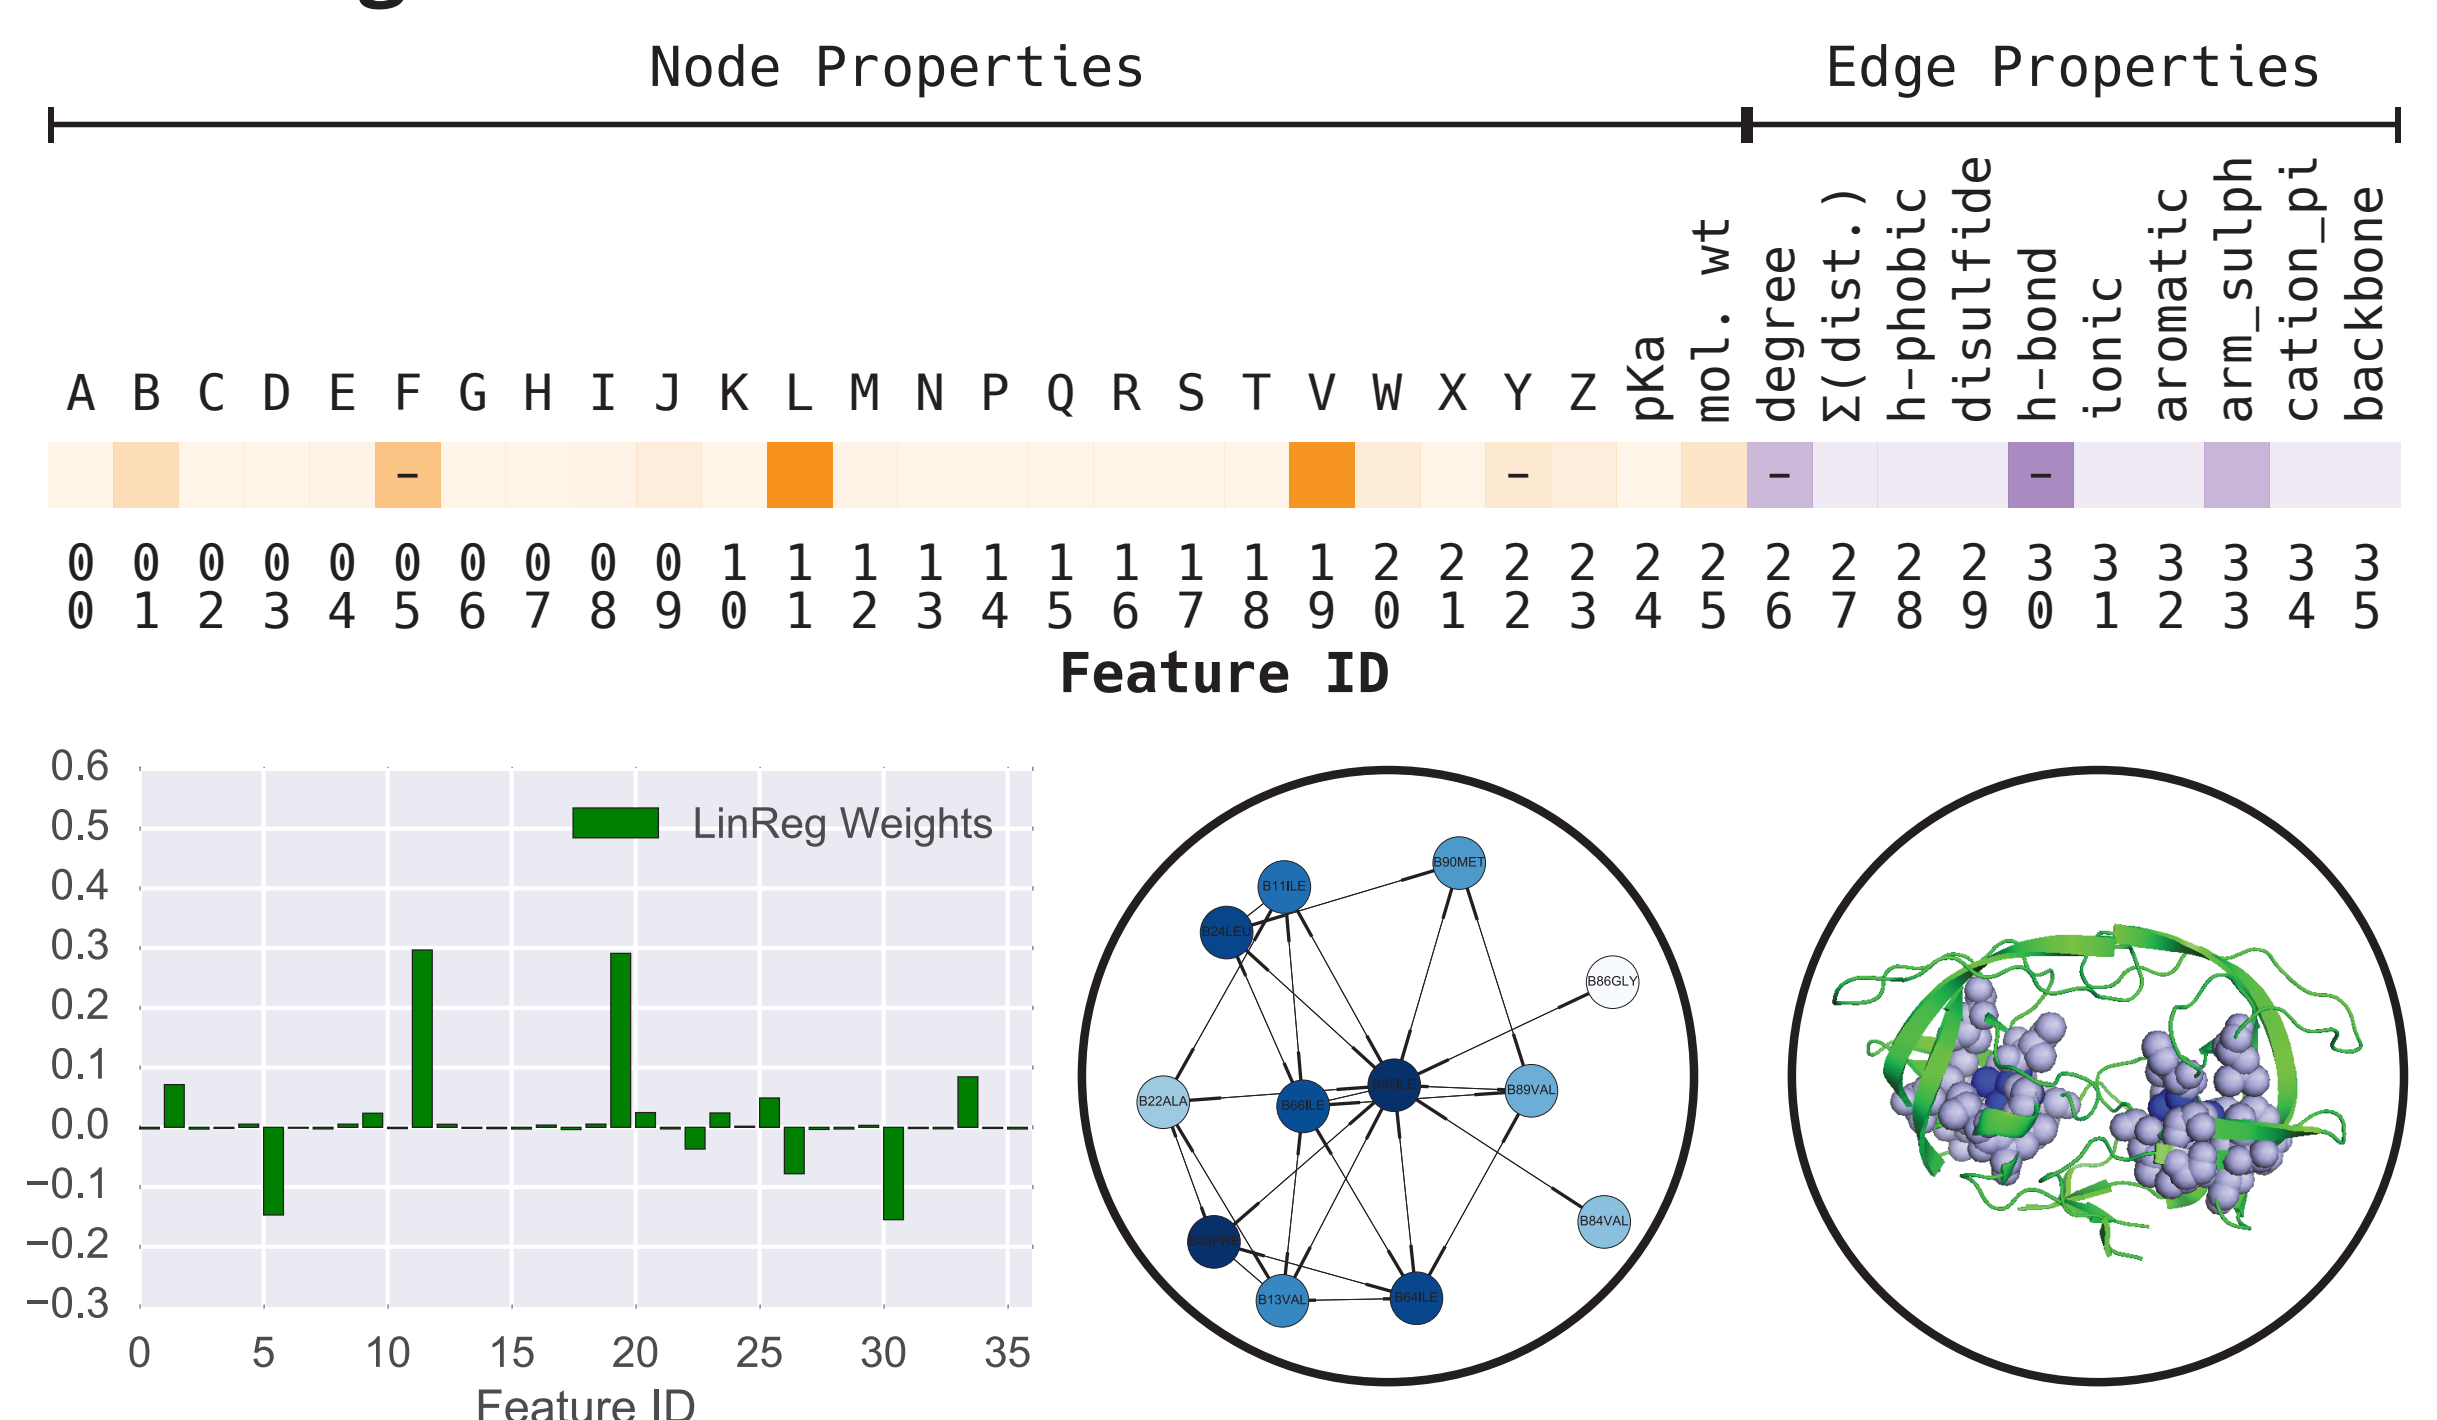 Node Properties Edge Properties
A B C D E F G H I J K L M N P Q R S T V W X Y Z pKa mol. wt degree Σ(dist.) h-phobic disulfide h-bond ionic aromatic arm_sulph cation_pi backbone
– – – –
0 0 0 0 0 0 0 0 0 0 1 1 1 1 1 1 1 1 1 1 2 2 2 2 2 2 2 2 2 2 3 3 3 3 3 3
0 1 2 3 4 5 6 7 8 9 0 1 2 3 4 5 6 7 8 9 0 1 2 3 4 5 6 7 8 9 0 1 2 3 4 5
Feature ID
0.6
0.5
0.4
0.3
0.2
0.1
0.0
−0.1
−0.2
−0.3
LinReg Weights
0 5 10 15 20 25 30 35
Feature ID
B90MET
B11ILE
B24LEU
B86GLY
B85ILE
B89VAL
B22ALA
B66ILE
B84VAL
B33PHE
B13VAL
B64ILE